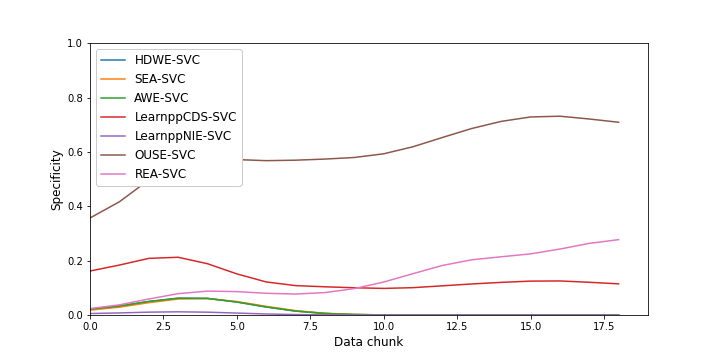 1.0
0.8
0.6
0.4
0.2
0.0
Specificity
HDWE-SVC
SEA-SVC
AWE-SVC
LearnppCDS-SVC
LearnppNIE-SVC
OUSE-SVC
REA-SVC
0.0 2.5 5.0 7.5 10.0 12.5 15.0 17.5
Data chunk